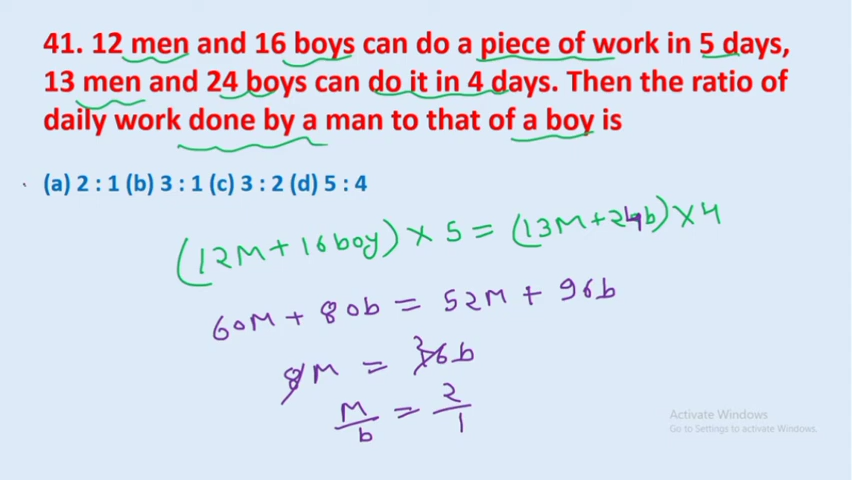 41. 12 men and 16 boys can do a piece of work in 5 days,
13 men and 24 boys can do it in 4 days. Then the ratio of
daily work done by a man to that of a boy is
(a) 2 : 1 (b) 3 : 1 (c) 3 : 2 (d) 5 : 4
(12M + 16boy) × 5 = (13M + 24b) × 4
60M + 80b = 52M + 96b
8M = 16b 2
M/b = 2/1
Activate Windows
Go to Settings to activate Windows.